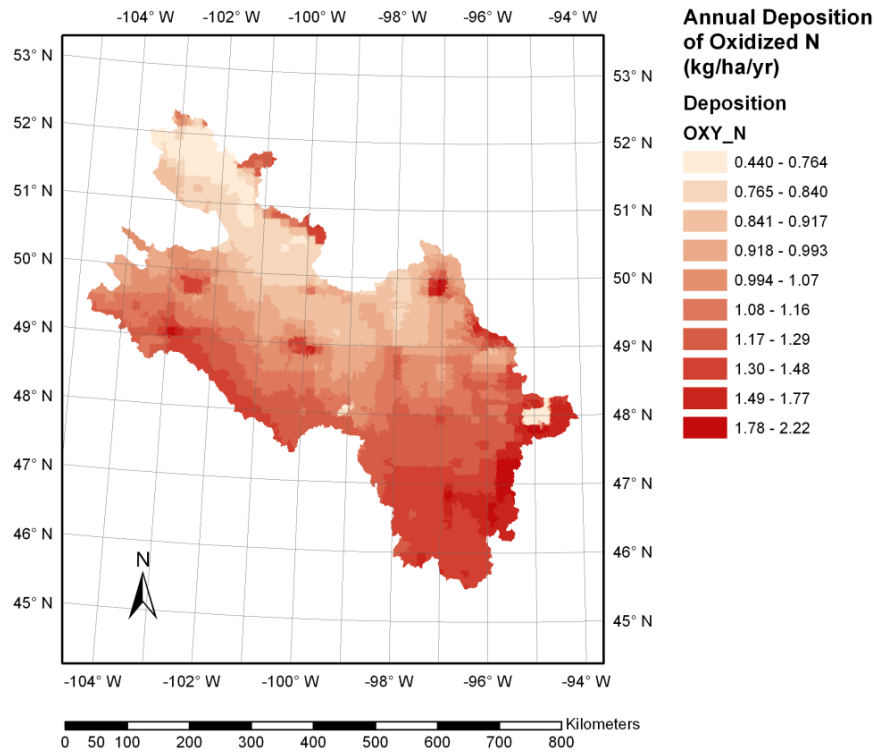 -104° W -102° W -100° W -98° W -96° W -94° W
53° N
52° N
51° N
50° N
49° N
48° N
47° N
46° N
45° N
53° N
52° N
51° N
50° N
49° N
48° N
47° N
46° N
45° N
N
-104° W -102° W -100° W -98° W -96° W -94° W
0 50 100 200 300 400 500 600 700 800
Kilometers
Annual Deposition
of Oxidized N
(kg/ha/yr)
Deposition
OXY_N
0.440 - 0.764
0.765 - 0.840
0.841 - 0.917
0.918 - 0.993
0.994 - 1.07
1.08 - 1.16
1.17 - 1.29
1.30 - 1.48
1.49 - 1.77
1.78 - 2.22